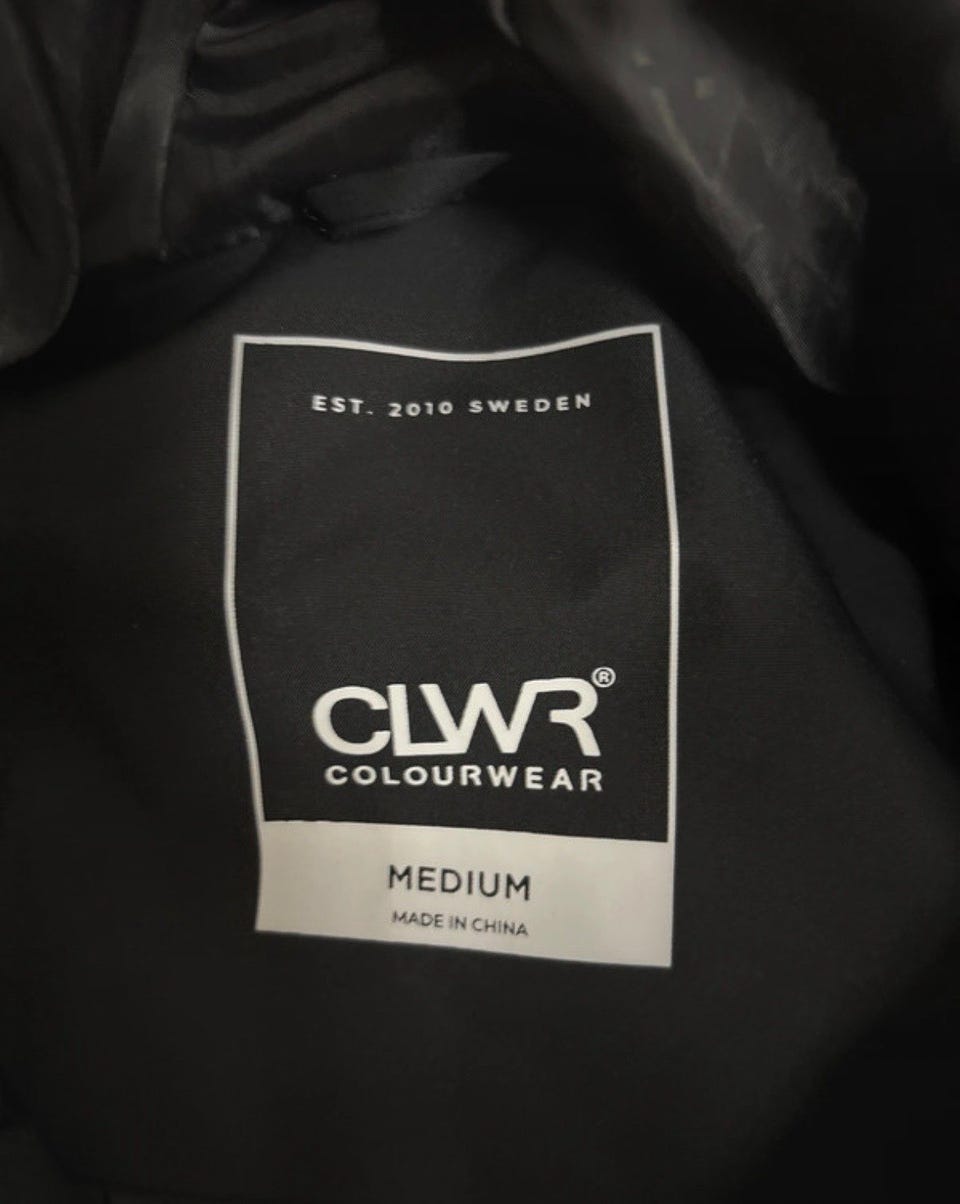 EST. 2010 SWEDEN
CLWR®
COLOURWEAR
MEDIUM
MADE IN CHINA